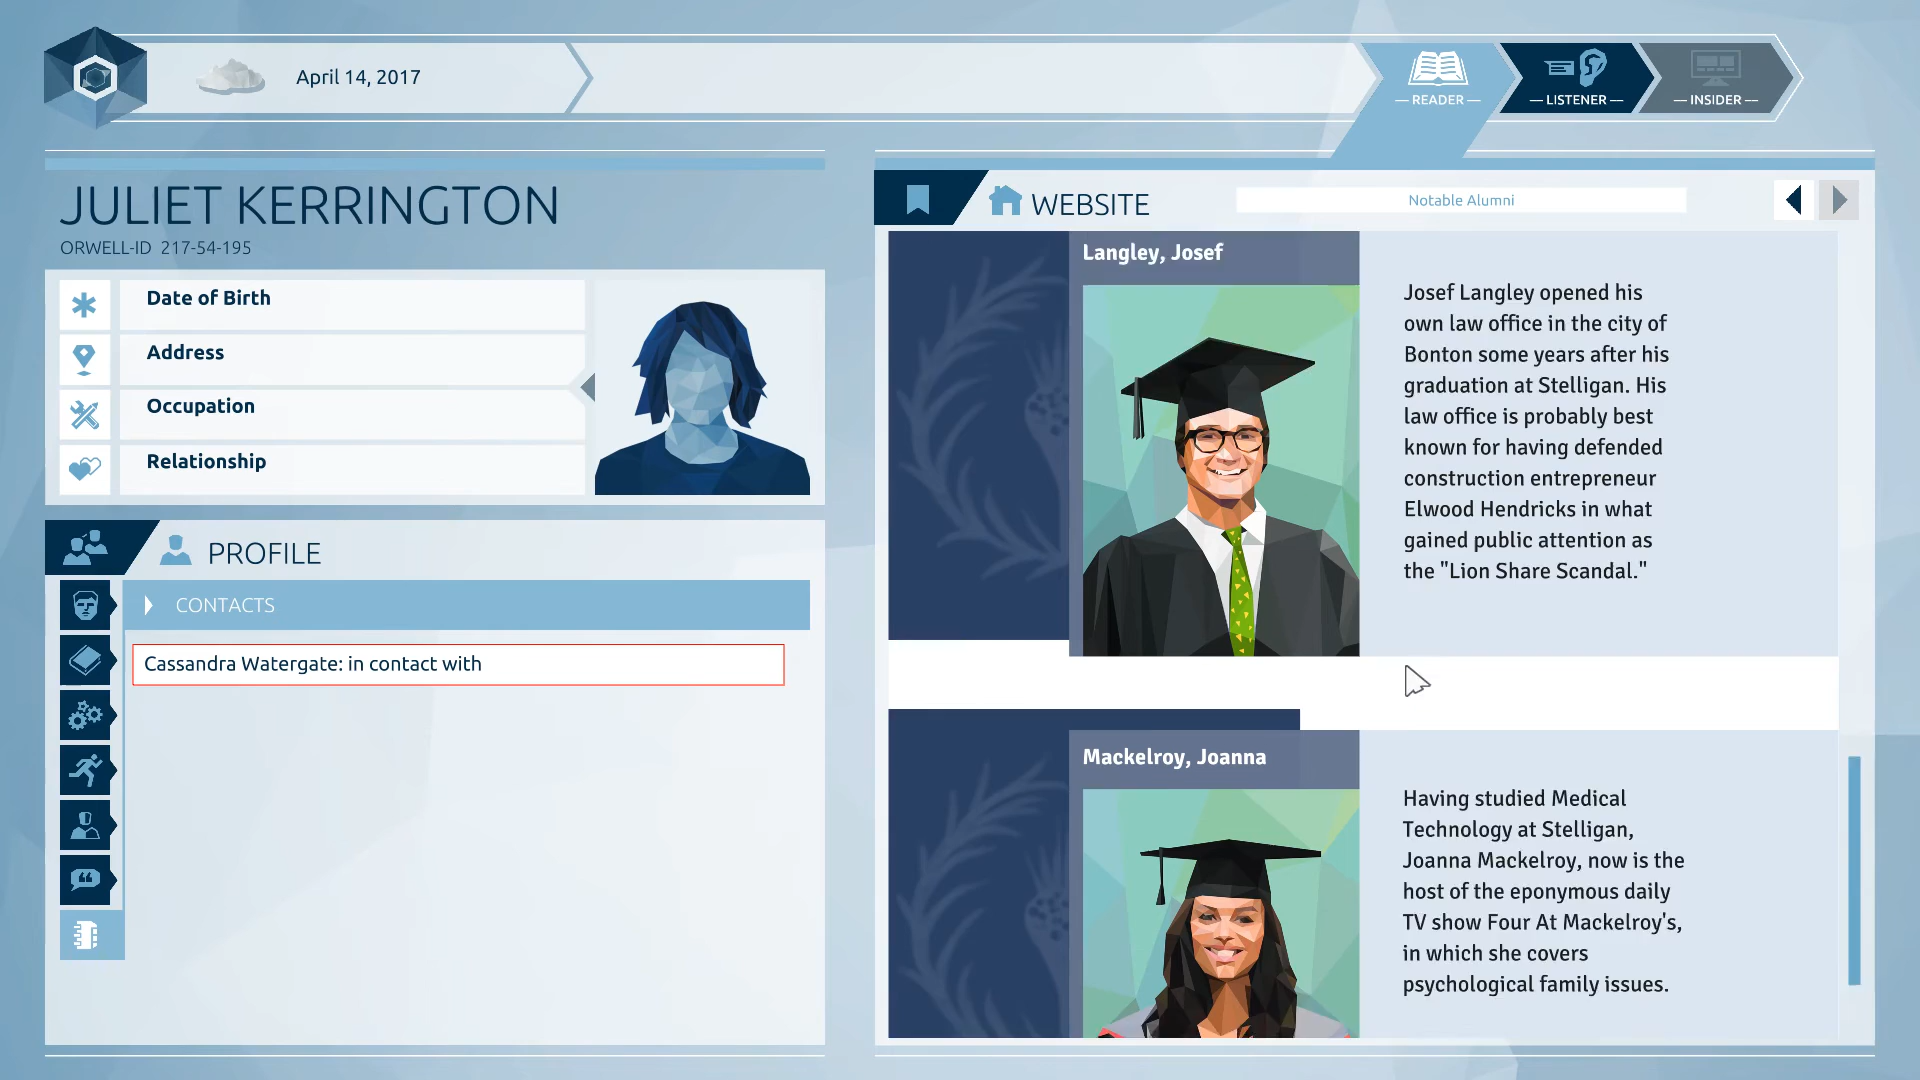 April 14, 2017
— READER —
— LISTENER —
— INSIDER —
JULIET KERRINGTON
ORWELL-ID 217-54-195
Date of Birth
Address
Occupation
Relationship
PROFILE
CONTACTS
Cassandra Watergate: in contact with
WEBSITE
Notable Alumni
Langley, Josef
Josef Langley opened his
own law office in the city of
Bonton some years after his
graduation at Stelligan. His
law office is probably best
known for having defended
construction entrepreneur
Elwood Hendricks in what
gained public attention as
the "Lion Share Scandal."
Mackelroy, Joanna
Having studied Medical
Technology at Stelligan,
Joanna Mackelroy, now is the
host of the eponymous daily
TV show Four At Mackelroy's,
in which she covers
psychological family issues.